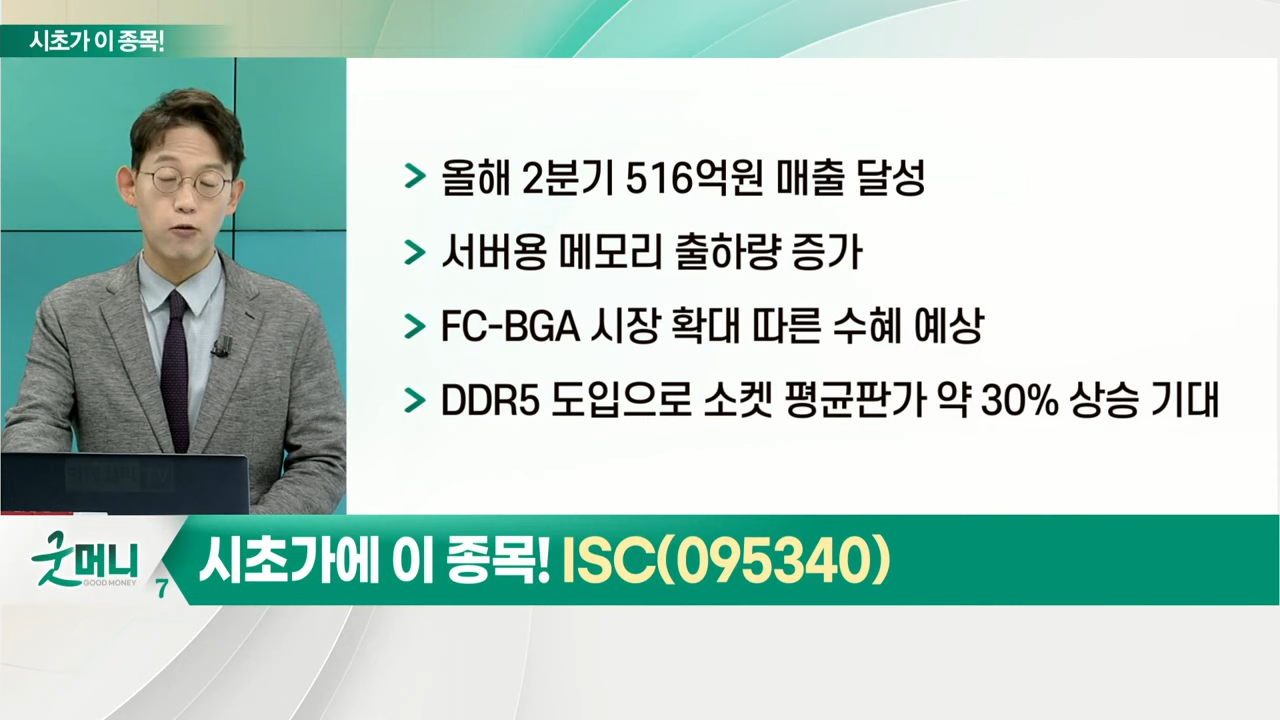 시초가 이 종목!
> 올해 2분기 516억원 매출 달성
> 서버용 메모리 출하량 증가
> FC-BGA 시장 확대 따른 수혜 예상
> DDR5 도입으로 소켓 평균판가 약 30% 상승 기대
굿머니
GOOD MONEY
7
시초가에 이 종목! ISC(095340)